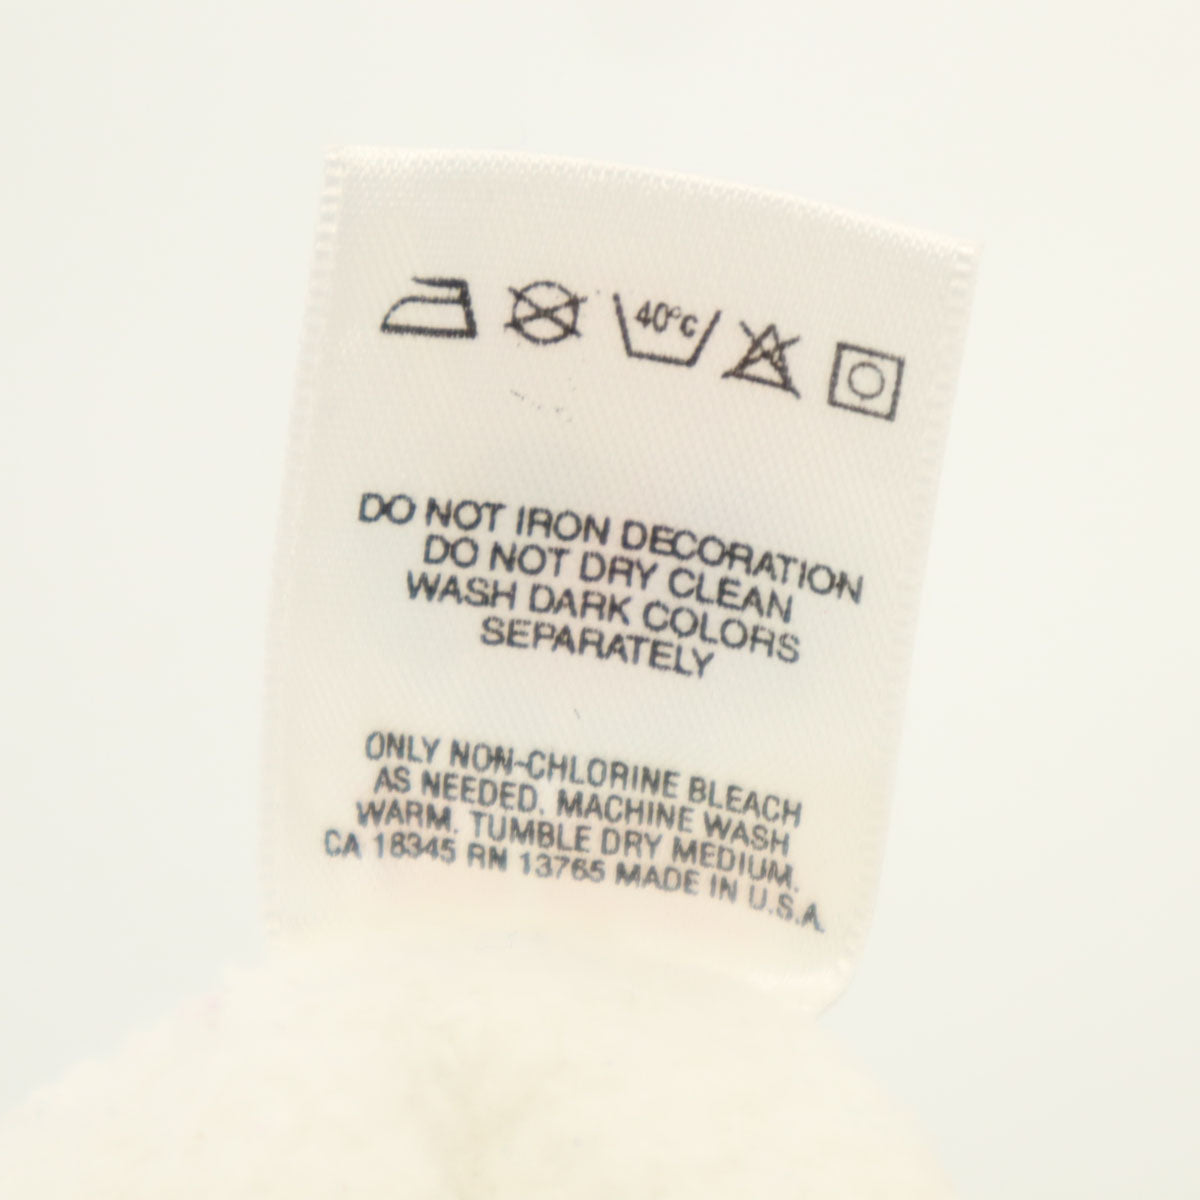 40°C
DO NOT IRON DECORATION
DO NOT DRY CLEAN
WASH DARK COLORS
SEPARATELY
ONLY NON-CHLORINE BLEACH
AS NEEDED. MACHINE WASH
WARM. TUMBLE DRY MEDIUM.
CA 18345 RN 13765 MADE IN U.S.A.